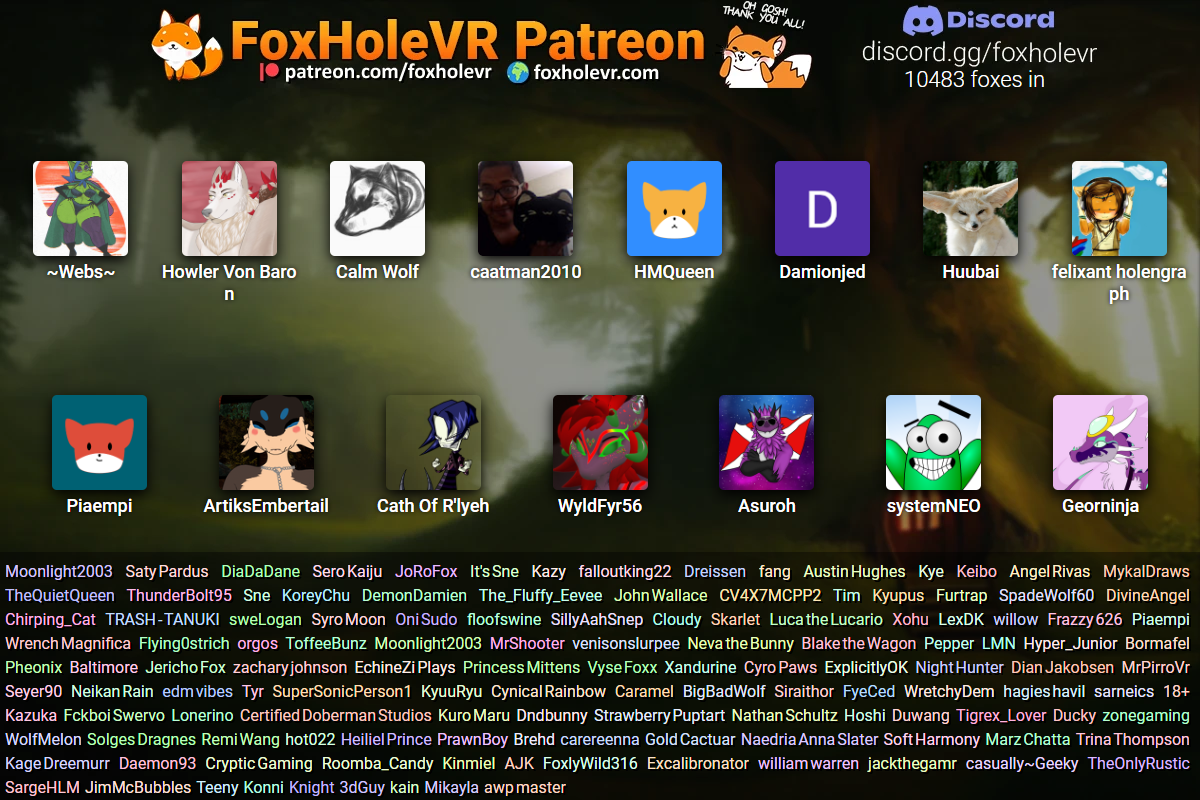 FoxHoleVR Patreon
patreon.com/foxholevr foxholevr.com
OH GOSH!
THANK YOU ALL!
Discord
discord.gg/foxholevr
10483 foxes in
D
~Webs~ Howler Von Baro Calm Wolf caatman2010 HMQueen Damionjed Huubai felixant holengra
n ph
Piaempi ArtiksEmbertail Cath Of R'lyeh WyldFyr56 Asuroh systemNEO Georninja
Moonlight2003 Saty Pardus DiaDaDane Sero Kaiju JoRoFox It's Sne Kazy falloutking22 Dreissen fang Austin Hughes Kye Keibo Angel Rivas MykalDraws
TheQuietQueen ThunderBolt95 Sne KoreyChu DemonDamien The_Fluffy_Eevee John Wallace CV4X7MCPP2 Tim Kyupus Furtrap SpadeWolf60 DivineAngel
Chirping_Cat TRASH-TANUKI sweLogan Syro Moon Oni Sudo floofswine SillyAahSnep Cloudy Skarlet Luca the Lucario Xohu LexDK willow Frazzy 626 Piaempi
Wrench Magnifica Flying0strich orgos ToffeeBunz Moonlight2003 MrShooter venisonslurpee Neva the Bunny Blake the Wagon Pepper LMN Hyper_Junior Bormafel
Pheonix Baltimore Jericho Fox zachary johnson EchineZi Plays Princess Mittens Vyse Foxx Xandurine Cyro Paws ExplicitlyOK Night Hunter Dian Jakobsen MrPirroVr
Seyer90 Neikan Rain edm vibes Tyr SuperSonicPerson1 KyuuRyu Cynical Rainbow Caramel BigBadWolf Siraithor FyeCed WretchyDem hagies havil sarneics 18+
Kazuka Fckboi Swervo Lonerino Certified Doberman Studios Kuro Maru Dndbunny Strawberry Puptart Nathan Schultz Hoshi Duwang Tigrex_Lover Ducky zonegaming
WolfMelon Solges Dragnes Remi Wang hot022 Heiliel Prince PrawnBoy Brehd carereenna Gold Cactuar Naedria Anna Slater Soft Harmony Marz Chatta Trina Thompson
Kage Dreemurr Daemon93 Cryptic Gaming Roomba_Candy Kinmiel AJK FoxlyWild316 Excalibronator william warren jackthegamr casually~Geeky TheOnlyRustic
SargeHLM JimMcBubbles Teeny Konni Knight 3dGuy kain Mikayla awp master